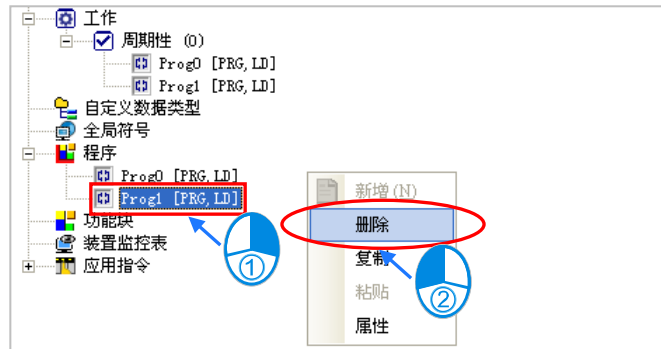 工作
周期性 (0)
Prog0 [PRG,LD]
Prog1 [PRG,LD]
自定义数据类型
全局符号
程序
Prog0 [PRG,LD]
Prog1 [PRG,LD]
功能块
装置监控表
应用指令
新增(N)
删除
复制
粘贴
属性
①
②